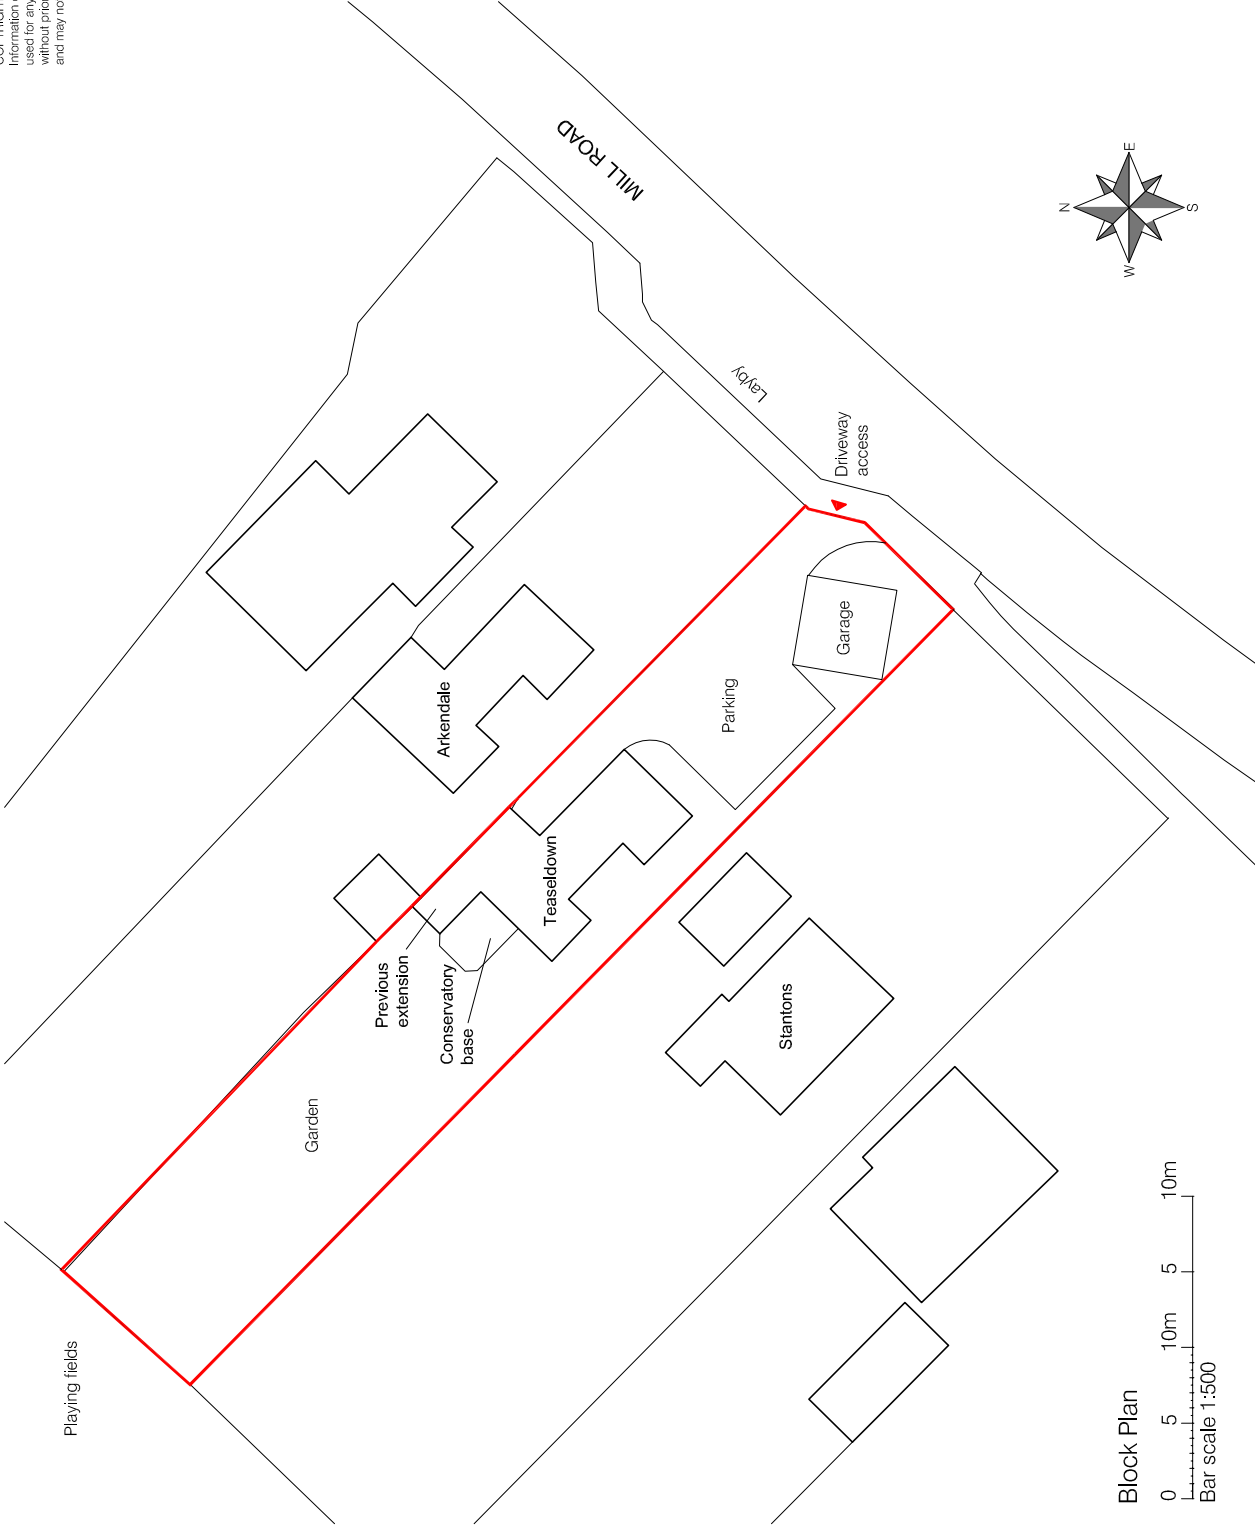 Information
used for any
without prior
and may no
MILL ROAD
Layby
Driveway
access
Garage
Parking
Arkendale
Teaseldown
Previous
extension
Conservatory
base
Stantons
Garden
Playing fields
N
E
S
W
Block Plan
0 5 10m 5 10m
Bar scale 1:500